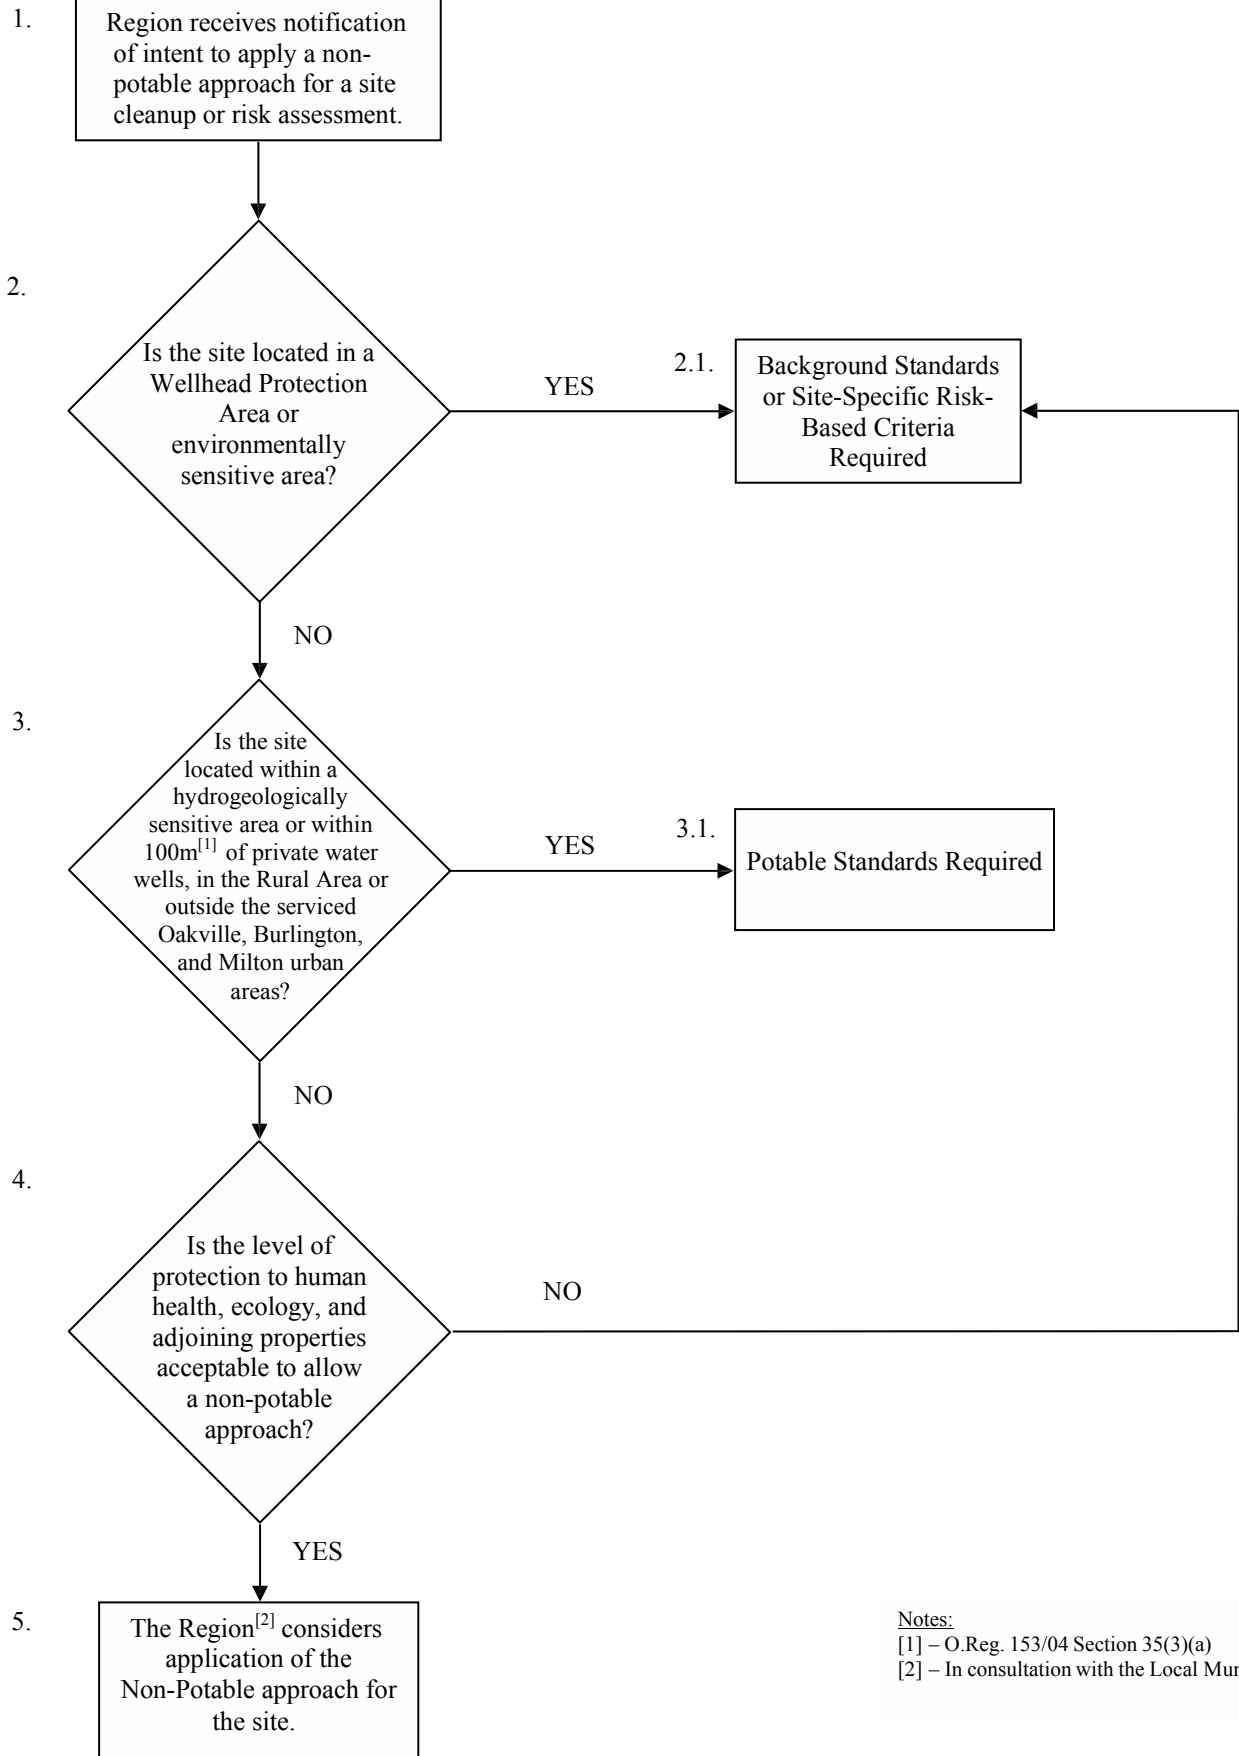 1.
Region receives notification
of intent to apply a non-
potable approach for a site
cleanup or risk assessment.
2.
Is the site located in a
Wellhead Protection
Area or
environmentally
sensitive area?
YES
2.1.
Background Standards
or Site-Specific Risk-
Based Criteria
Required
NO
3.
Is the site
located within a
hydrogeologically
sensitive area or within
100m[1] of private water
wells, in the Rural Area or
outside the serviced
Oakville, Burlington,
and Milton urban
areas?
YES
3.1.
Potable Standards Required
NO
4.
Is the level of
protection to human
health, ecology, and
adjoining properties
acceptable to allow
a non-potable
approach?
NO
YES
5.
The Region[2] considers
application of the
Non-Potable approach for
the site.
Notes:
[1] – O.Reg. 153/04 Section 35(3)(a)
[2] – In consultation with the Local